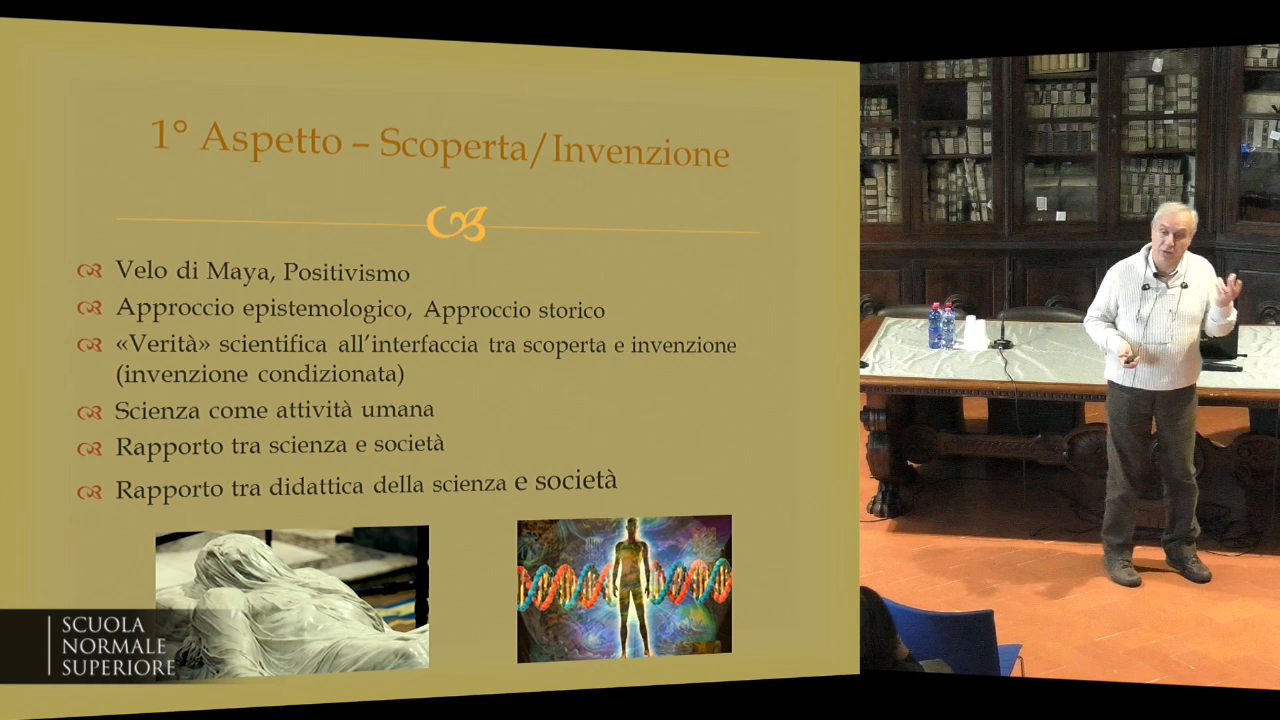 1° Aspetto – Scoperta/Invenzione
Velo di Maya, Positivismo
Approccio epistemologico, Approccio storico
«Verità» scientifica all'interfaccia tra scoperta e invenzione
(invenzione condizionata)
Scienza come attività umana
Rapporto tra scienza e società
Rapporto tra didattica della scienza e società
SCUOLA
NORMALE
SUPERIORE